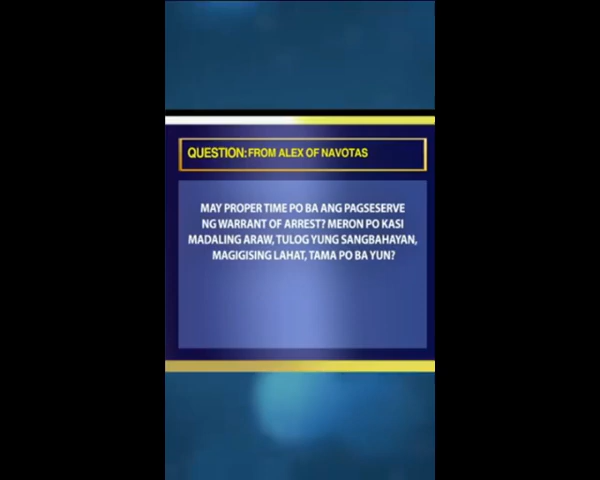 QUESTION: FROM ALEX OF NAVOTAS
MAY PROPER TIME PO BA ANG PAGSESERVE
NG WARRANT OF ARREST? MERON PO KASI
MADALING ARAW, TULOG YUNG SANGBAHAYAN,
MAGIGISING LAHAT, TAMA PO BA YUN?